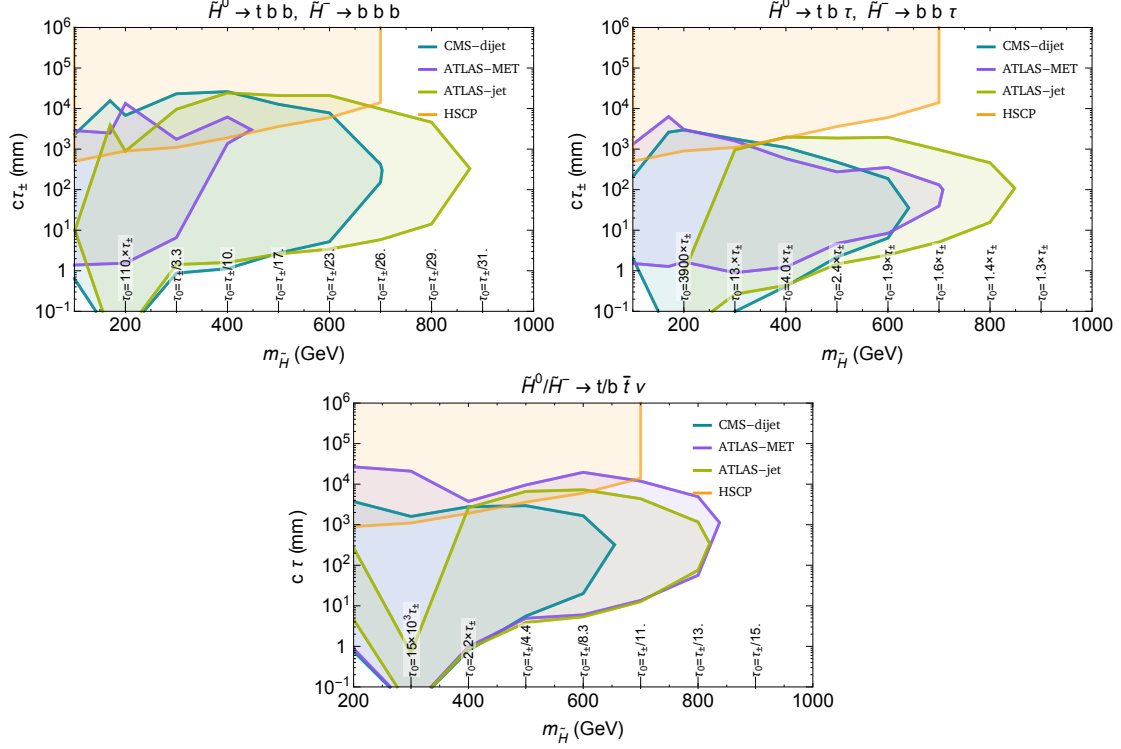 H̃⁰ → t b b, H̃⁻ → b b b
10⁶
10⁵
10⁴
10³
10²
10¹
1
10⁻¹
c τ± (mm)
CMS−dijet
ATLAS−MET
ATLAS−jet
HSCP
τ₀=110.×τ±
τ₀=τ±/3.3
τ₀=τ±/10.
τ₀=τ±/17.
τ₀=τ±/23.
τ₀=τ±/26.
τ₀=τ±/29.
τ₀=τ±/31.
200 400 600 800 1000
m_H̃ (GeV)
H̃⁰ → t b τ, H̃⁻ → b b τ
10⁶
10⁵
10⁴
10³
10²
10¹
1
10⁻¹
c τ± (mm)
CMS−dijet
ATLAS−MET
ATLAS−jet
HSCP
τ₀=3900×τ±
τ₀=13.×τ±
τ₀=4.0×τ±
τ₀=2.4×τ±
τ₀=1.9×τ±
τ₀=1.6×τ±
τ₀=1.4×τ±
τ₀=1.3×τ±
200 400 600 800 1000
m_H̃ (GeV)
H̃⁰/H̃⁻ → t/b t̄ ν
10⁶
10⁵
10⁴
10³
10²
10¹
1
10⁻¹
c τ (mm)
CMS−dijet
ATLAS−MET
ATLAS−jet
HSCP
τ₀=15×10³τ±
τ₀=2.2×τ±
τ₀=τ±/4.4
τ₀=τ±/8.3
τ₀=τ±/11.
τ₀=τ±/13.
τ₀=τ±/15.
200 400 600 800 1000
m_H̃ (GeV)